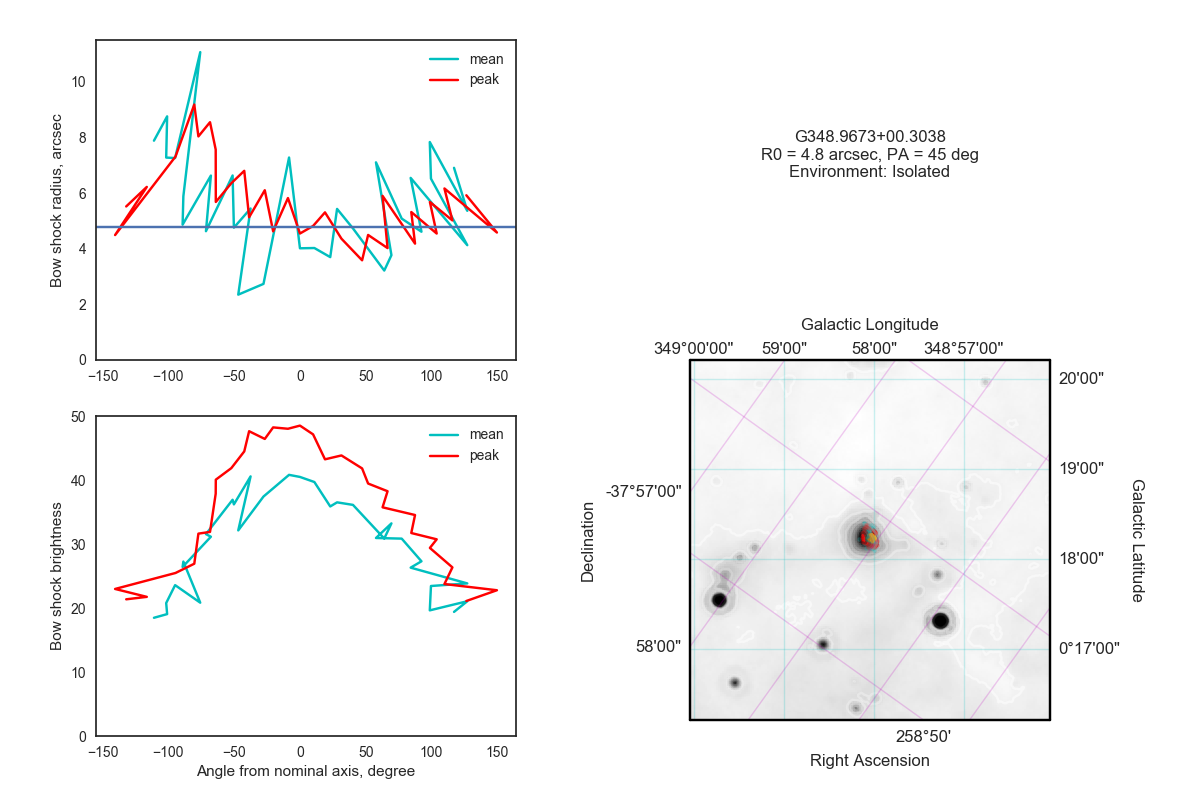 10
8
6
4
2
0
Bow shock radius, arcsec
mean
peak
−150
−100
−50
0
50
100
150
50
40
30
20
10
0
Bow shock brightness
mean
peak
−150
−100
−50
0
50
100
150
Angle from nominal axis, degree
G348.9673+00.3038
R0 = 4.8 arcsec, PA = 45 deg
Environment: Isolated
Galactic Longitude
349°00'00"
59'00"
58'00"
348°57'00"
20'00"
19'00"
18'00"
0°17'00"
Galactic Latitude
-37°57'00"
58'00"
Declination
258°50'
Right Ascension